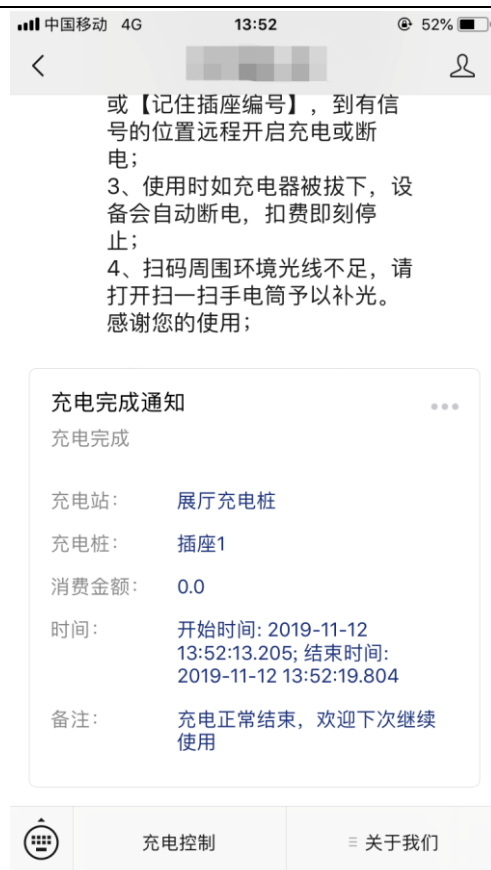 中国移动 4G 13:52 52%
或【记住插座编号】，到有信
号的位置远程开启充电或断
电；
3、使用时如充电器被拔下，设
备会自动断电，扣费即刻停
止；
4、扫码周围环境光线不足，请
打开扫一扫手电筒予以补光。
感谢您的使用；
充电完成通知
充电完成
充电站： 展厅充电桩
充电桩： 插座1
消费金额： 0.0
时间： 开始时间: 2019-11-12
13:52:13.205; 结束时间:
2019-11-12 13:52:19.804
备注： 充电正常结束，欢迎下次继续
使用
充电控制 关于我们